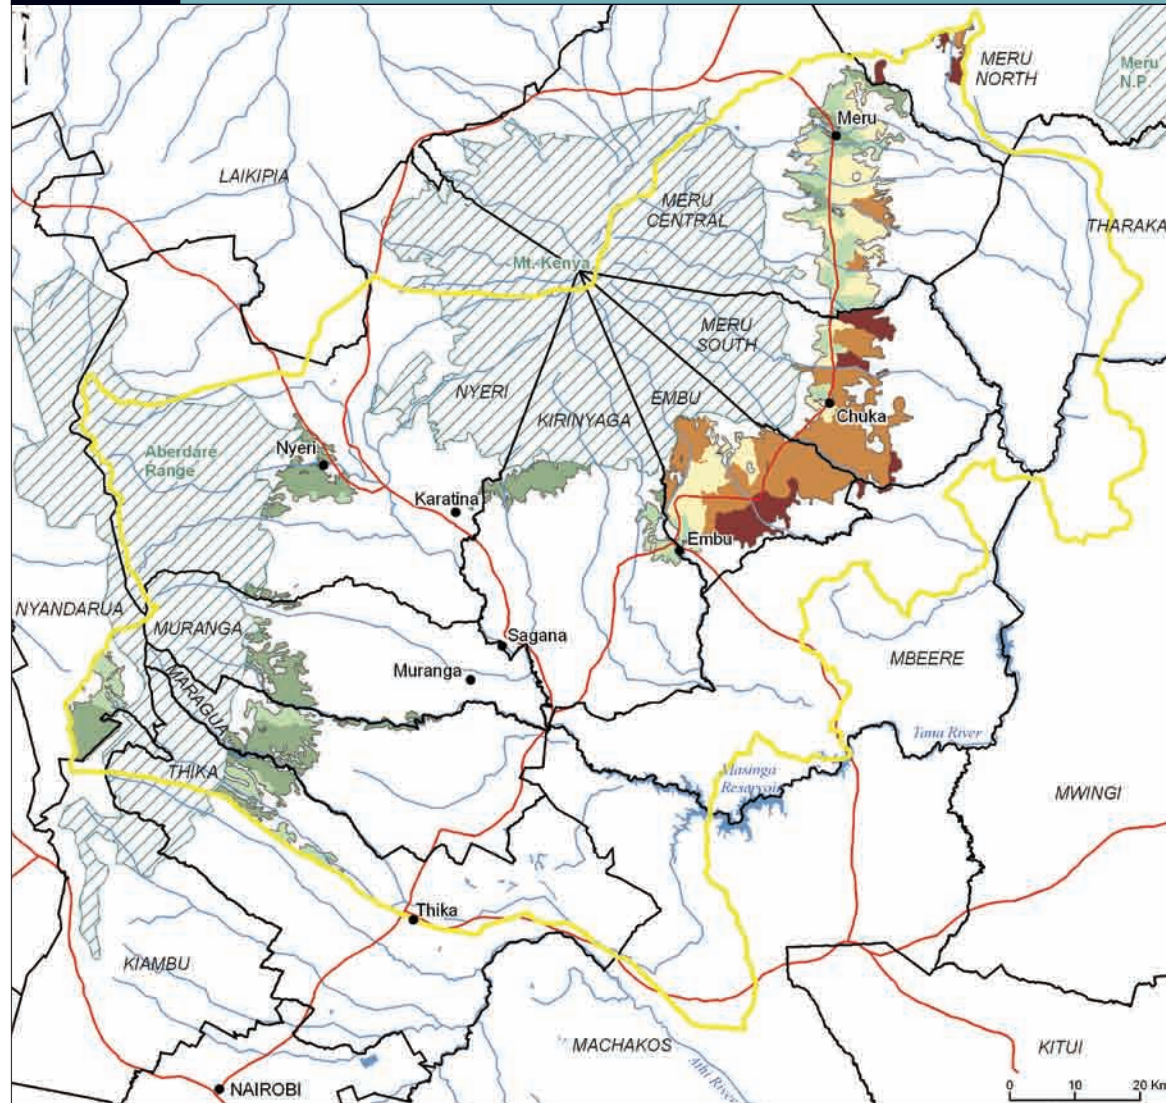 MERU
NORTH
Meru
N.P.
Meru
LAIKIPIA
MERU
CENTRAL
THARAKA
Mt. Kenya
MERU
SOUTH
NYERI
EMBU
KIRINYAGA
Chuka
Aberdare
Range
Nyeri
Karatina
Embu
NYANDARUA
MURANGA
Sagana
MBEERE
Muranga
MARAGUA
Tana River
THIKA
Masinga
Reservoir
MWINGI
Thika
KIAMBU
MACHAKOS
KITUI
Athi River
NAIROBI
0 10 20 Km